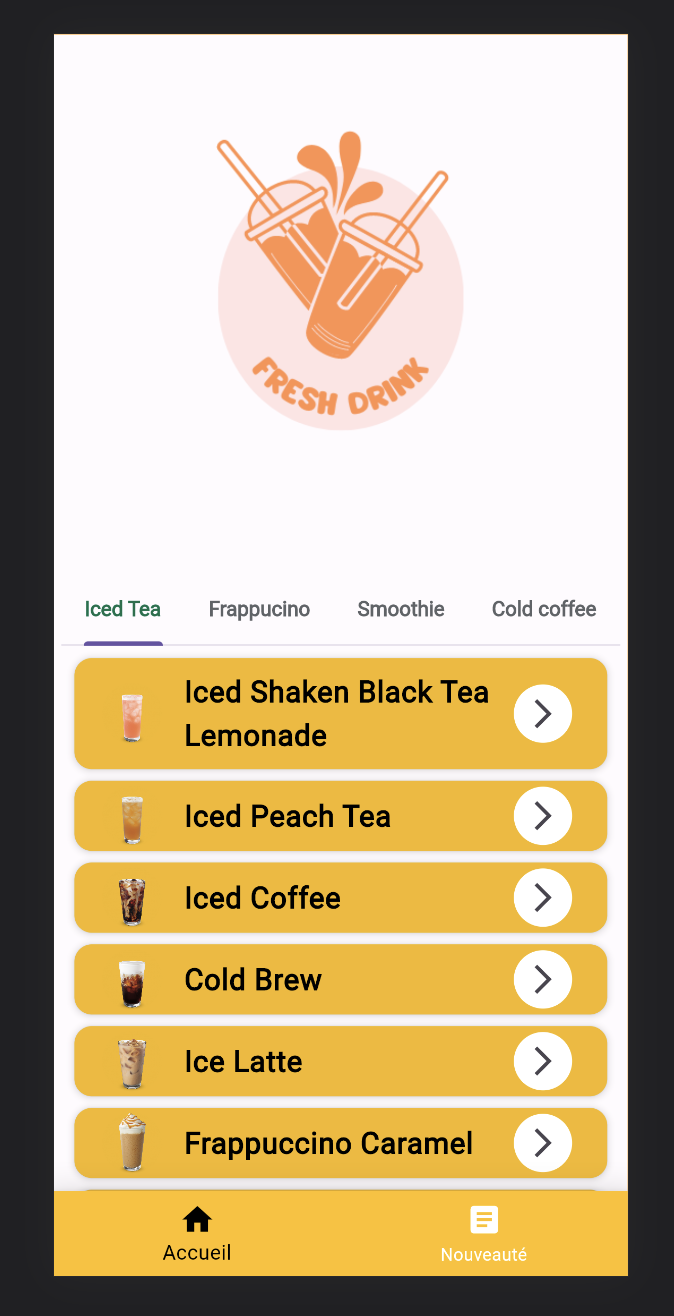 FRESH DRINK
Iced Tea Frappucino Smoothie Cold coffee
Iced Shaken Black Tea
Lemonade
Iced Peach Tea
Iced Coffee
Cold Brew
Ice Latte
Frappuccino Caramel
Accueil Nouveauté